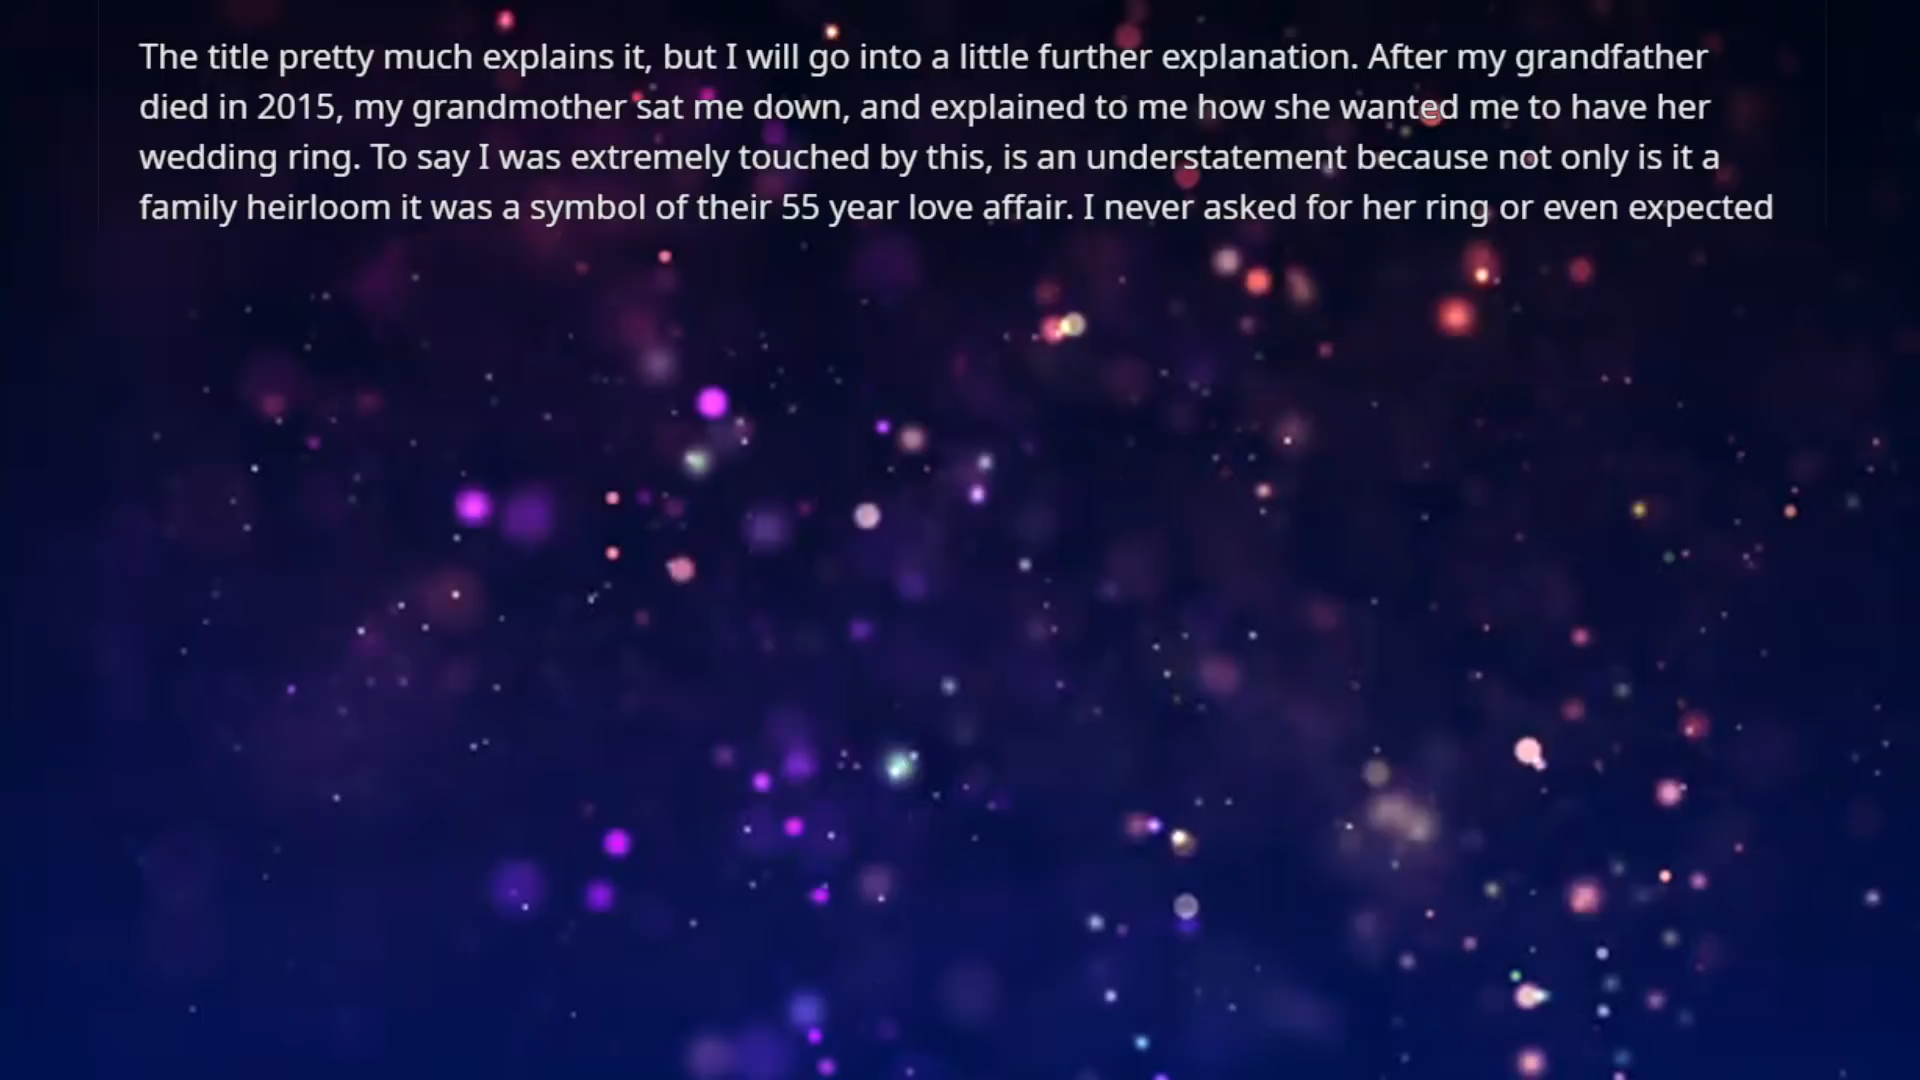 The title pretty much explains it, but I will go into a little further explanation. After my grandfather
died in 2015, my grandmother sat me down, and explained to me how she wanted me to have her
wedding ring. To say I was extremely touched by this, is an understatement because not only is it a
family heirloom it was a symbol of their 55 year love affair. I never asked for her ring or even expected